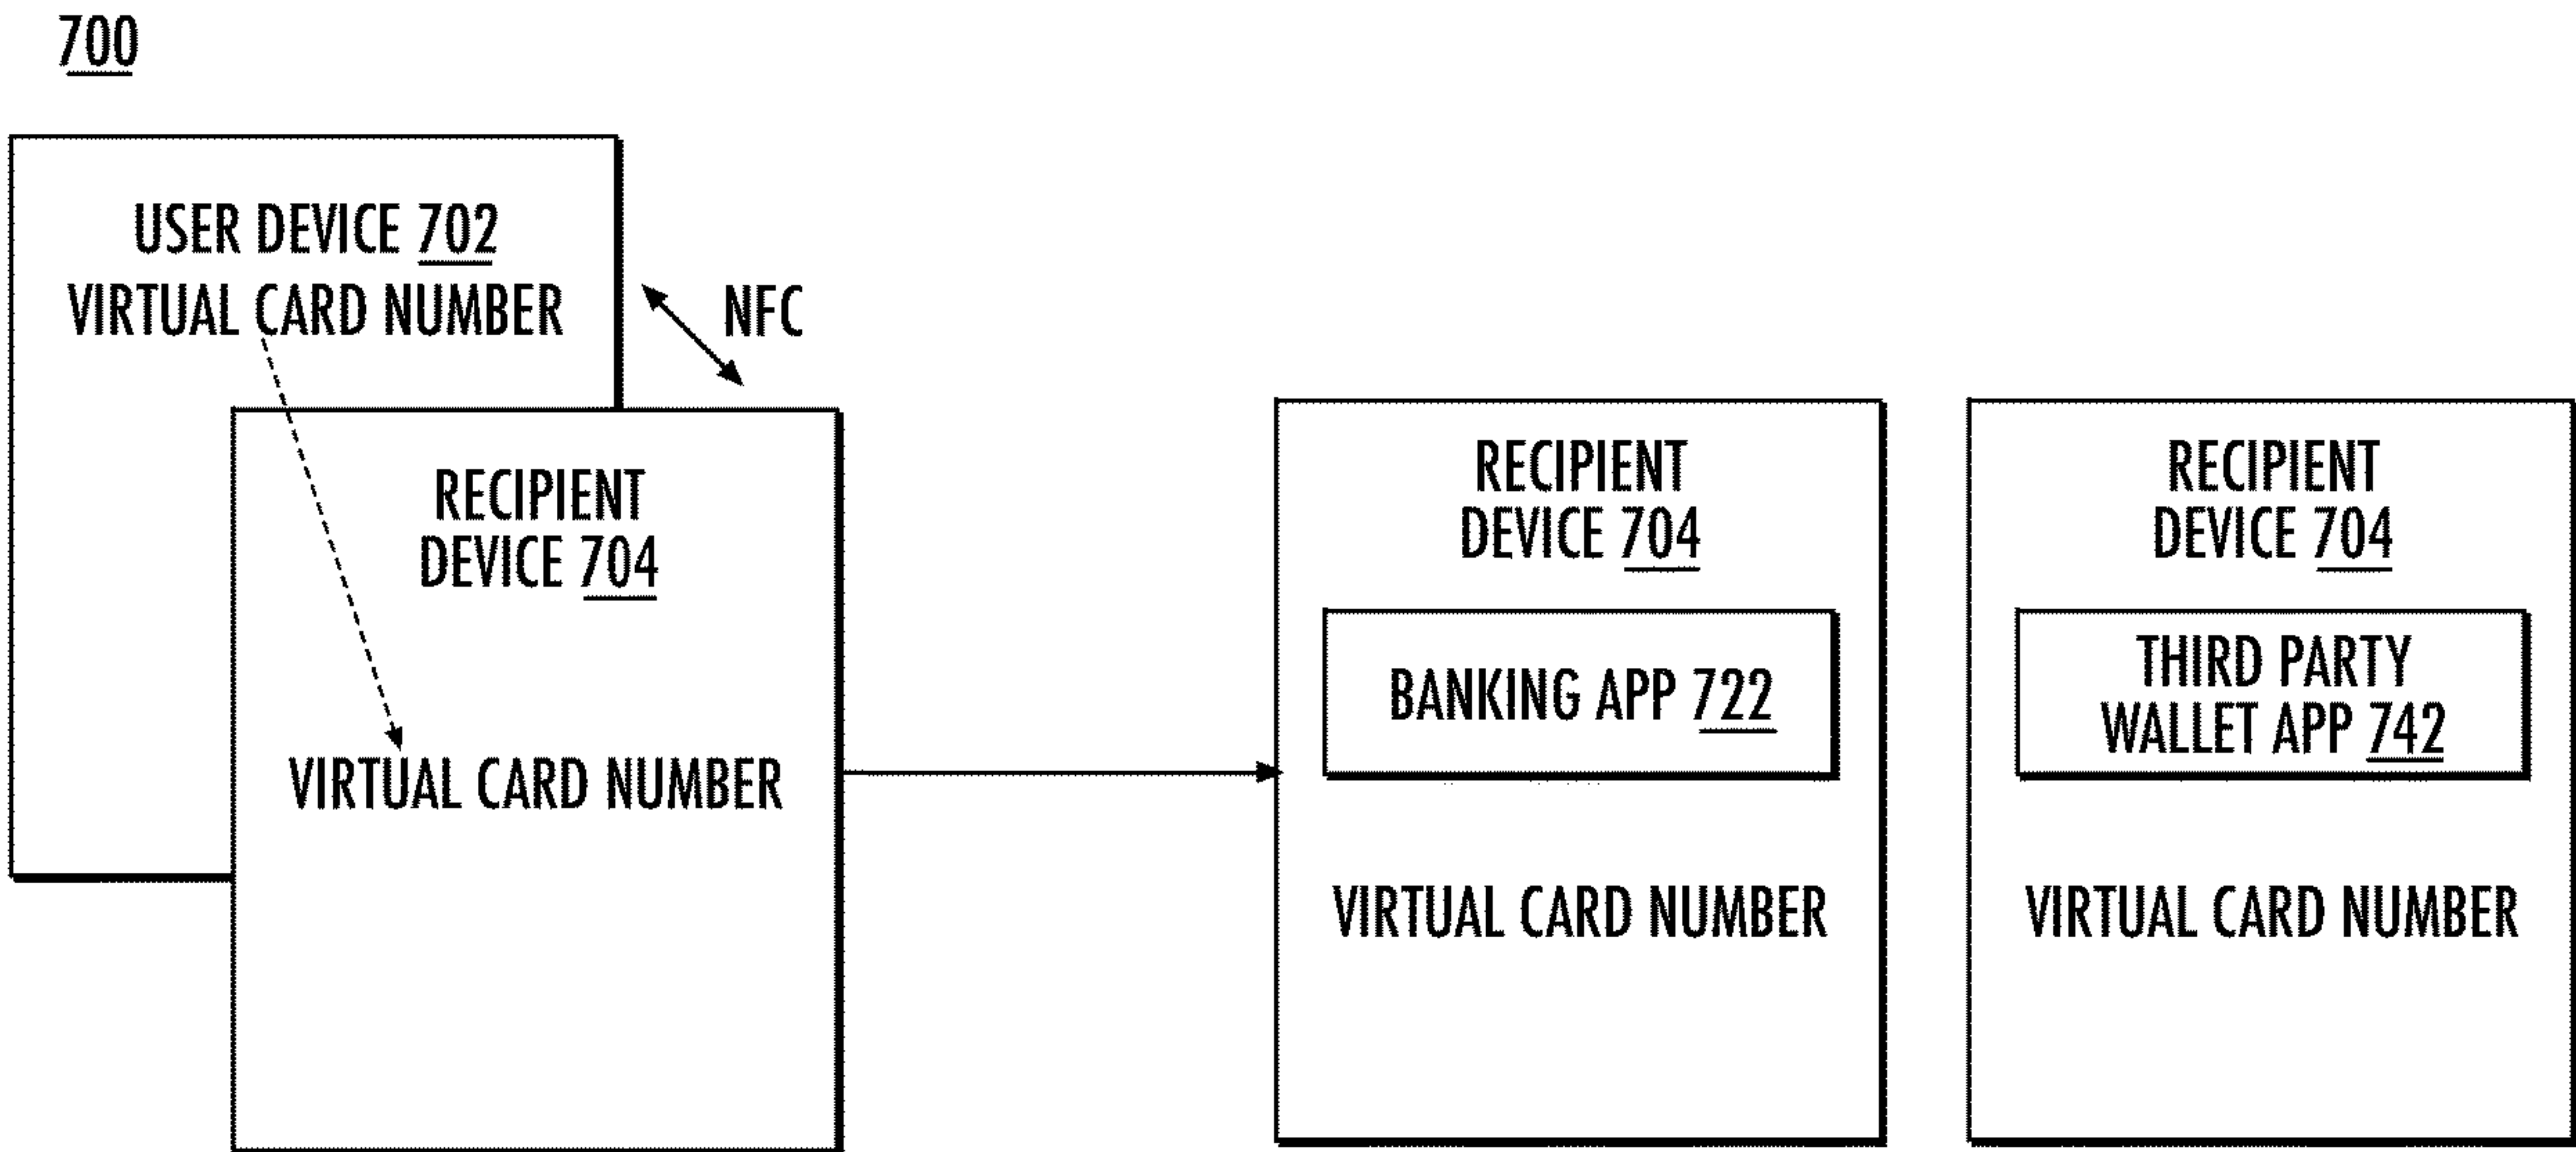 700
USER DEVICE 702
VIRTUAL CARD NUMBER
NFC
RECIPIENT
DEVICE 704
VIRTUAL CARD NUMBER
RECIPIENT
DEVICE 704
BANKING APP 722
VIRTUAL CARD NUMBER
RECIPIENT
DEVICE 704
THIRD PARTY
WALLET APP 742
VIRTUAL CARD NUMBER